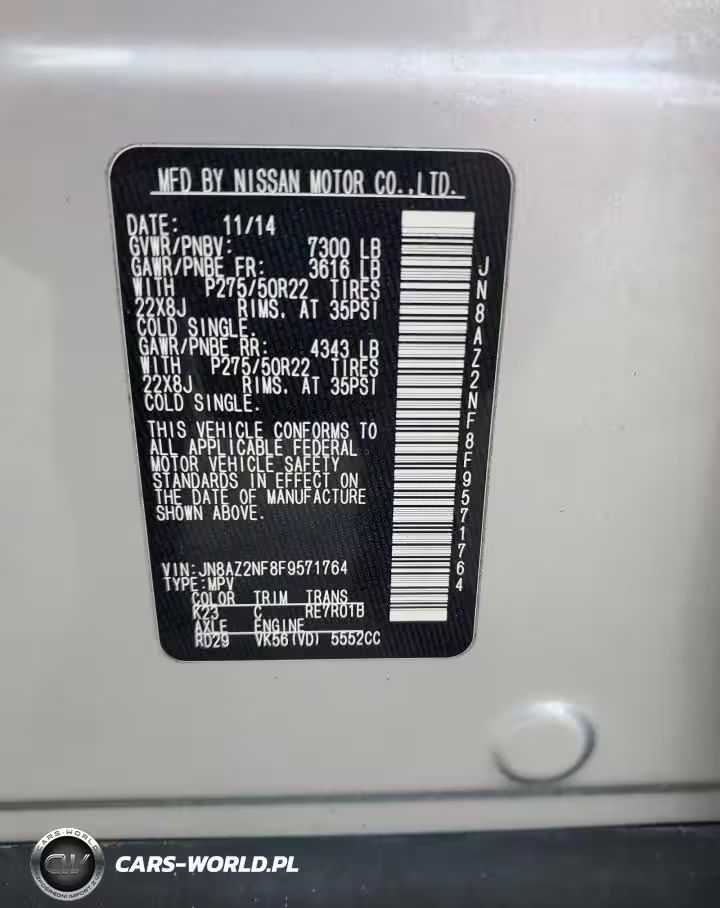 MFD BY NISSAN MOTOR CO.,LTD.
DATE: 11/14
GVWR/PNBV: 7300 LB
GAWR/PNBE FR: 3616 LB
WITH P275/50R22 TIRES
22X8J RIMS. AT 35PSI
COLD SINGLE.
GAWR/PNBE RR: 4343 LB
WITH P275/50R22 TIRES
22X8J RIMS. AT 35PSI
COLD SINGLE.
THIS VEHICLE CONFORMS TO
ALL APPLICABLE FEDERAL
MOTOR VEHICLE SAFETY
STANDARDS IN EFFECT ON
THE DATE OF MANUFACTURE
SHOWN ABOVE.
VIN:JN8AZ2NF8F9571764
TYPE:MPV
COLOR TRIM TRANS
K23 C RE7R01B
AXLE ENGINE
RD29 VK56(VD) 5552CC
JN8AZ2NF8F9571764
CARS-WORLD
CW
CARS-WORLD.PL